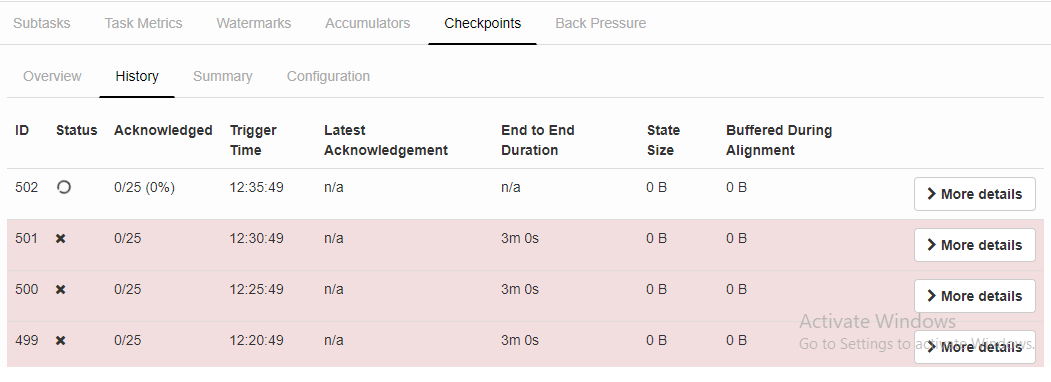 Subtasks Task Metrics Watermarks Accumulators Checkpoints Back Pressure
Overview History Summary Configuration
ID Status Acknowledged Trigger Time Latest Acknowledgement End to End Duration State Size Buffered During Alignment
502 0/25 (0%) 12:35:49 n/a n/a 0 B 0 B More details
501 0/25 12:30:49 n/a 3m 0s 0 B 0 B More details
500 0/25 12:25:49 n/a 3m 0s 0 B 0 B More details
Activate Windows
499 0/25 12:20:49 n/a 3m 0s 0 B 0 B More details
Go to Settings to activate Windows.